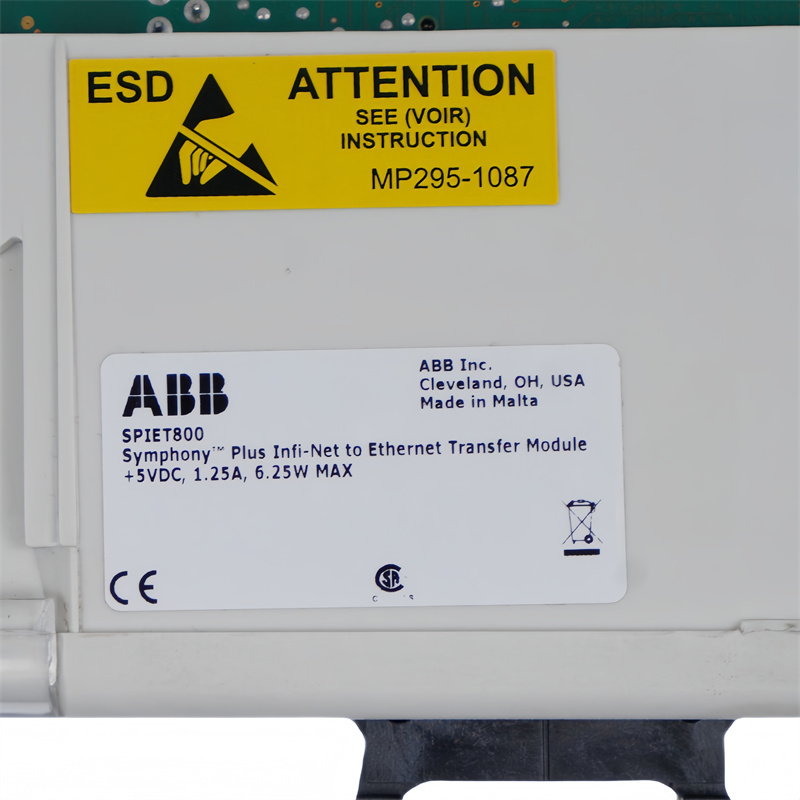 ESD
ATTENTION
SEE (VOIR)
INSTRUCTION
MP295-1087
ABB
ABB Inc.
Cleveland, OH, USA
Made in Malta
SPIET800
Symphony™ Plus Infi-Net to Ethernet Transfer Module
+5VDC, 1.25A, 6.25W MAX
CE
SA